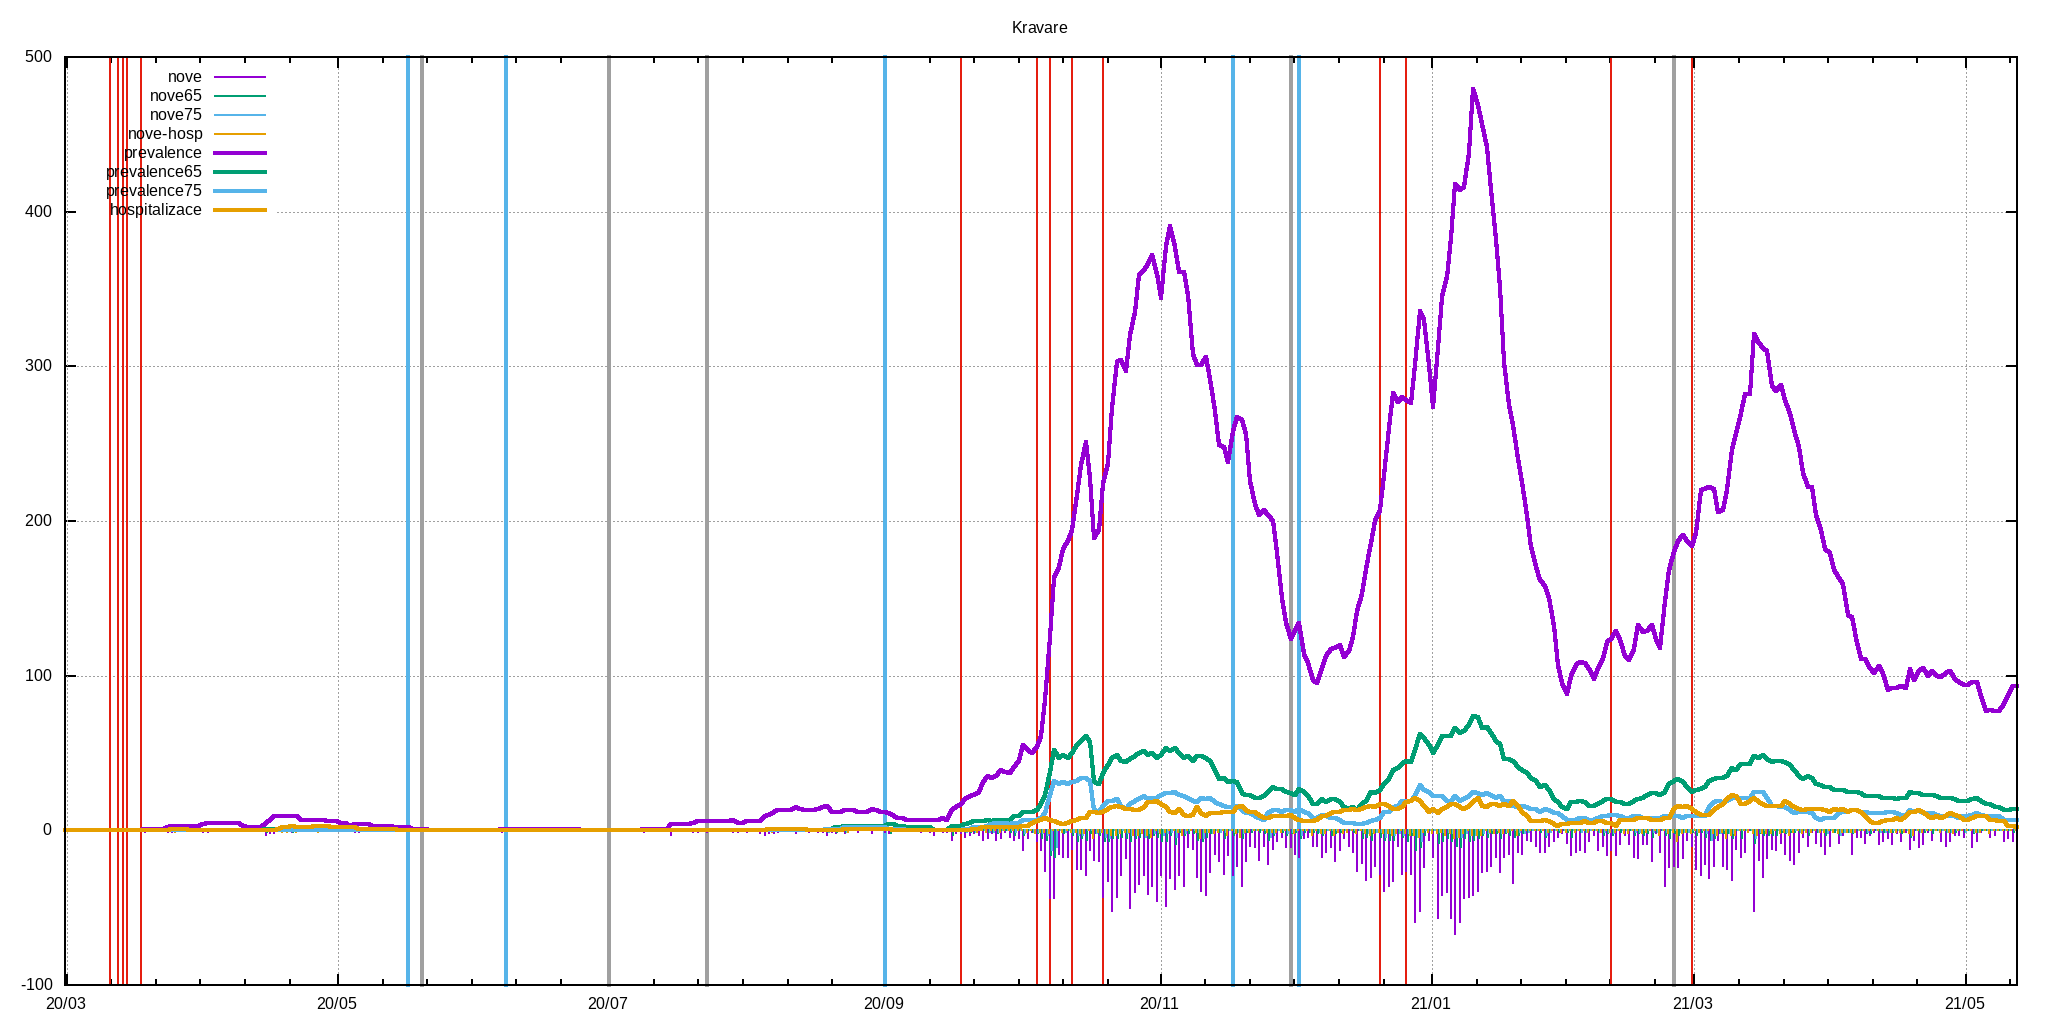 Kravare
500
nove
nove65
nove75
nove-hosp
prevalence
prevalence65
prevalence75
hospitalizace
400
300
200
100
0
-100
20/03 20/05 20/07 20/09 20/11 21/01 21/03 21/05